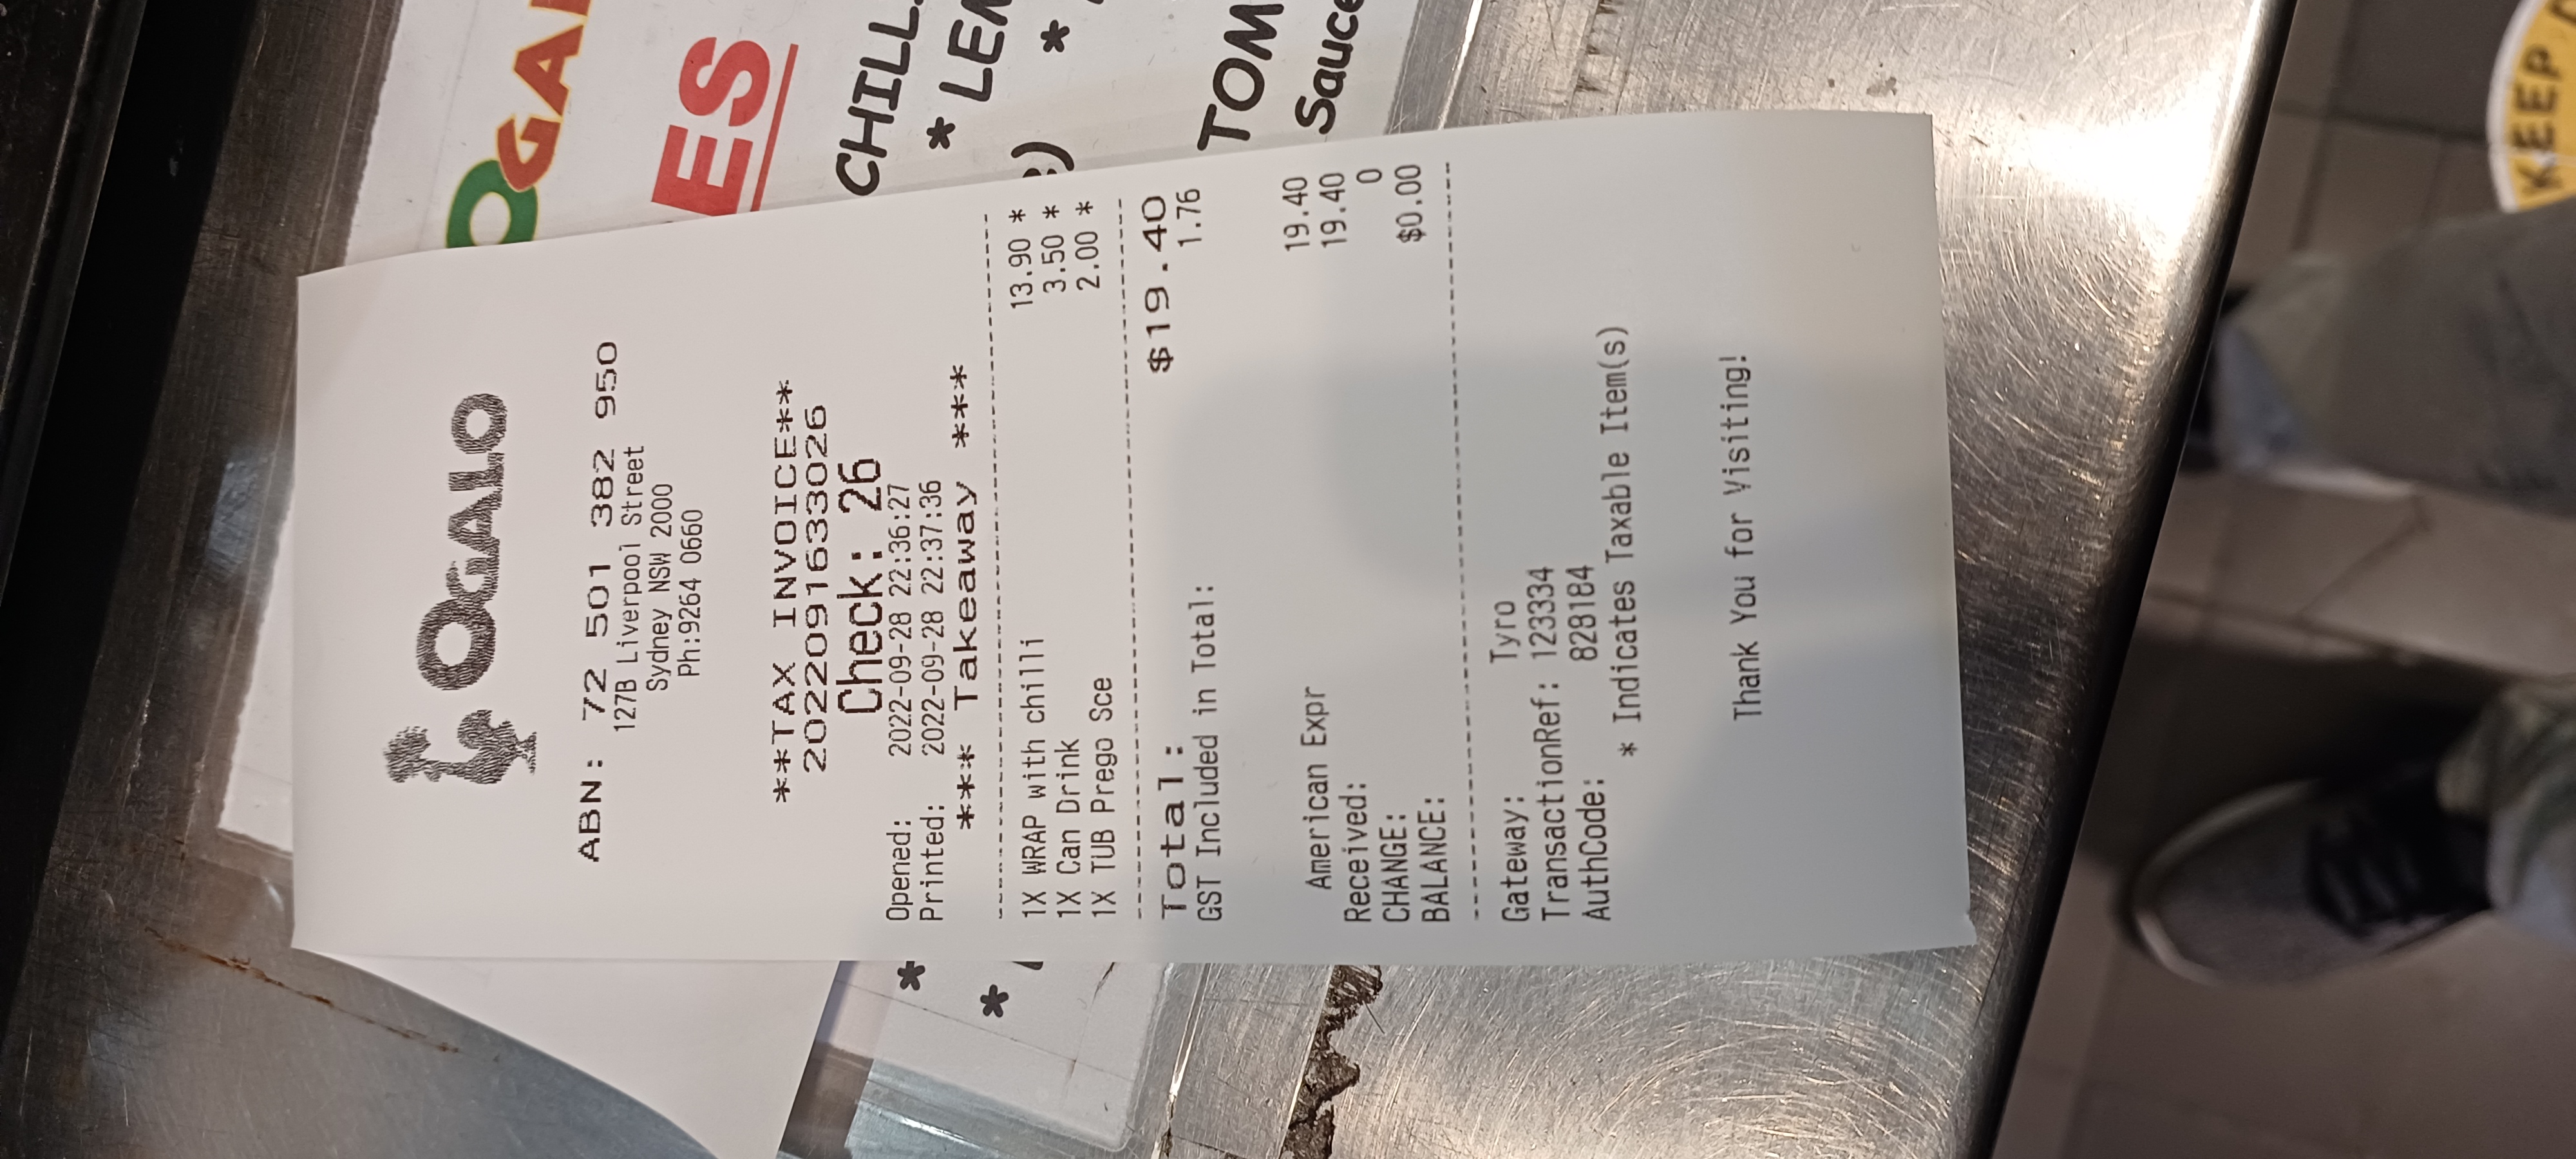 OGALO
ABN: 72 501 382 950
127B Liverpool Street
Sydney NSW 2000
Ph:9264 0660
**TAX INVOICE**
2022091633026
Check: 26
Opened: 2022-09-28 22:36:27
Printed: 2022-09-28 22:37:36
*** Takeaway ***
1X WRAP with chilli 13.90 *
1X Can Drink 3.50 *
1X TUB Prego Sce 2.00 *
Total: $19.40
GST Included in Total: 1.76
American Expr 19.40
Received: 19.40
CHANGE: 0
BALANCE: $0.00
Gateway: Tyro
TransactionRef: 123334
AuthCode: 829184
* Indicates Taxable Item(s)
Thank You for Visiting!
OGAL
ES
CHILL
* LEM
*
TOM
Sauce
KEEP